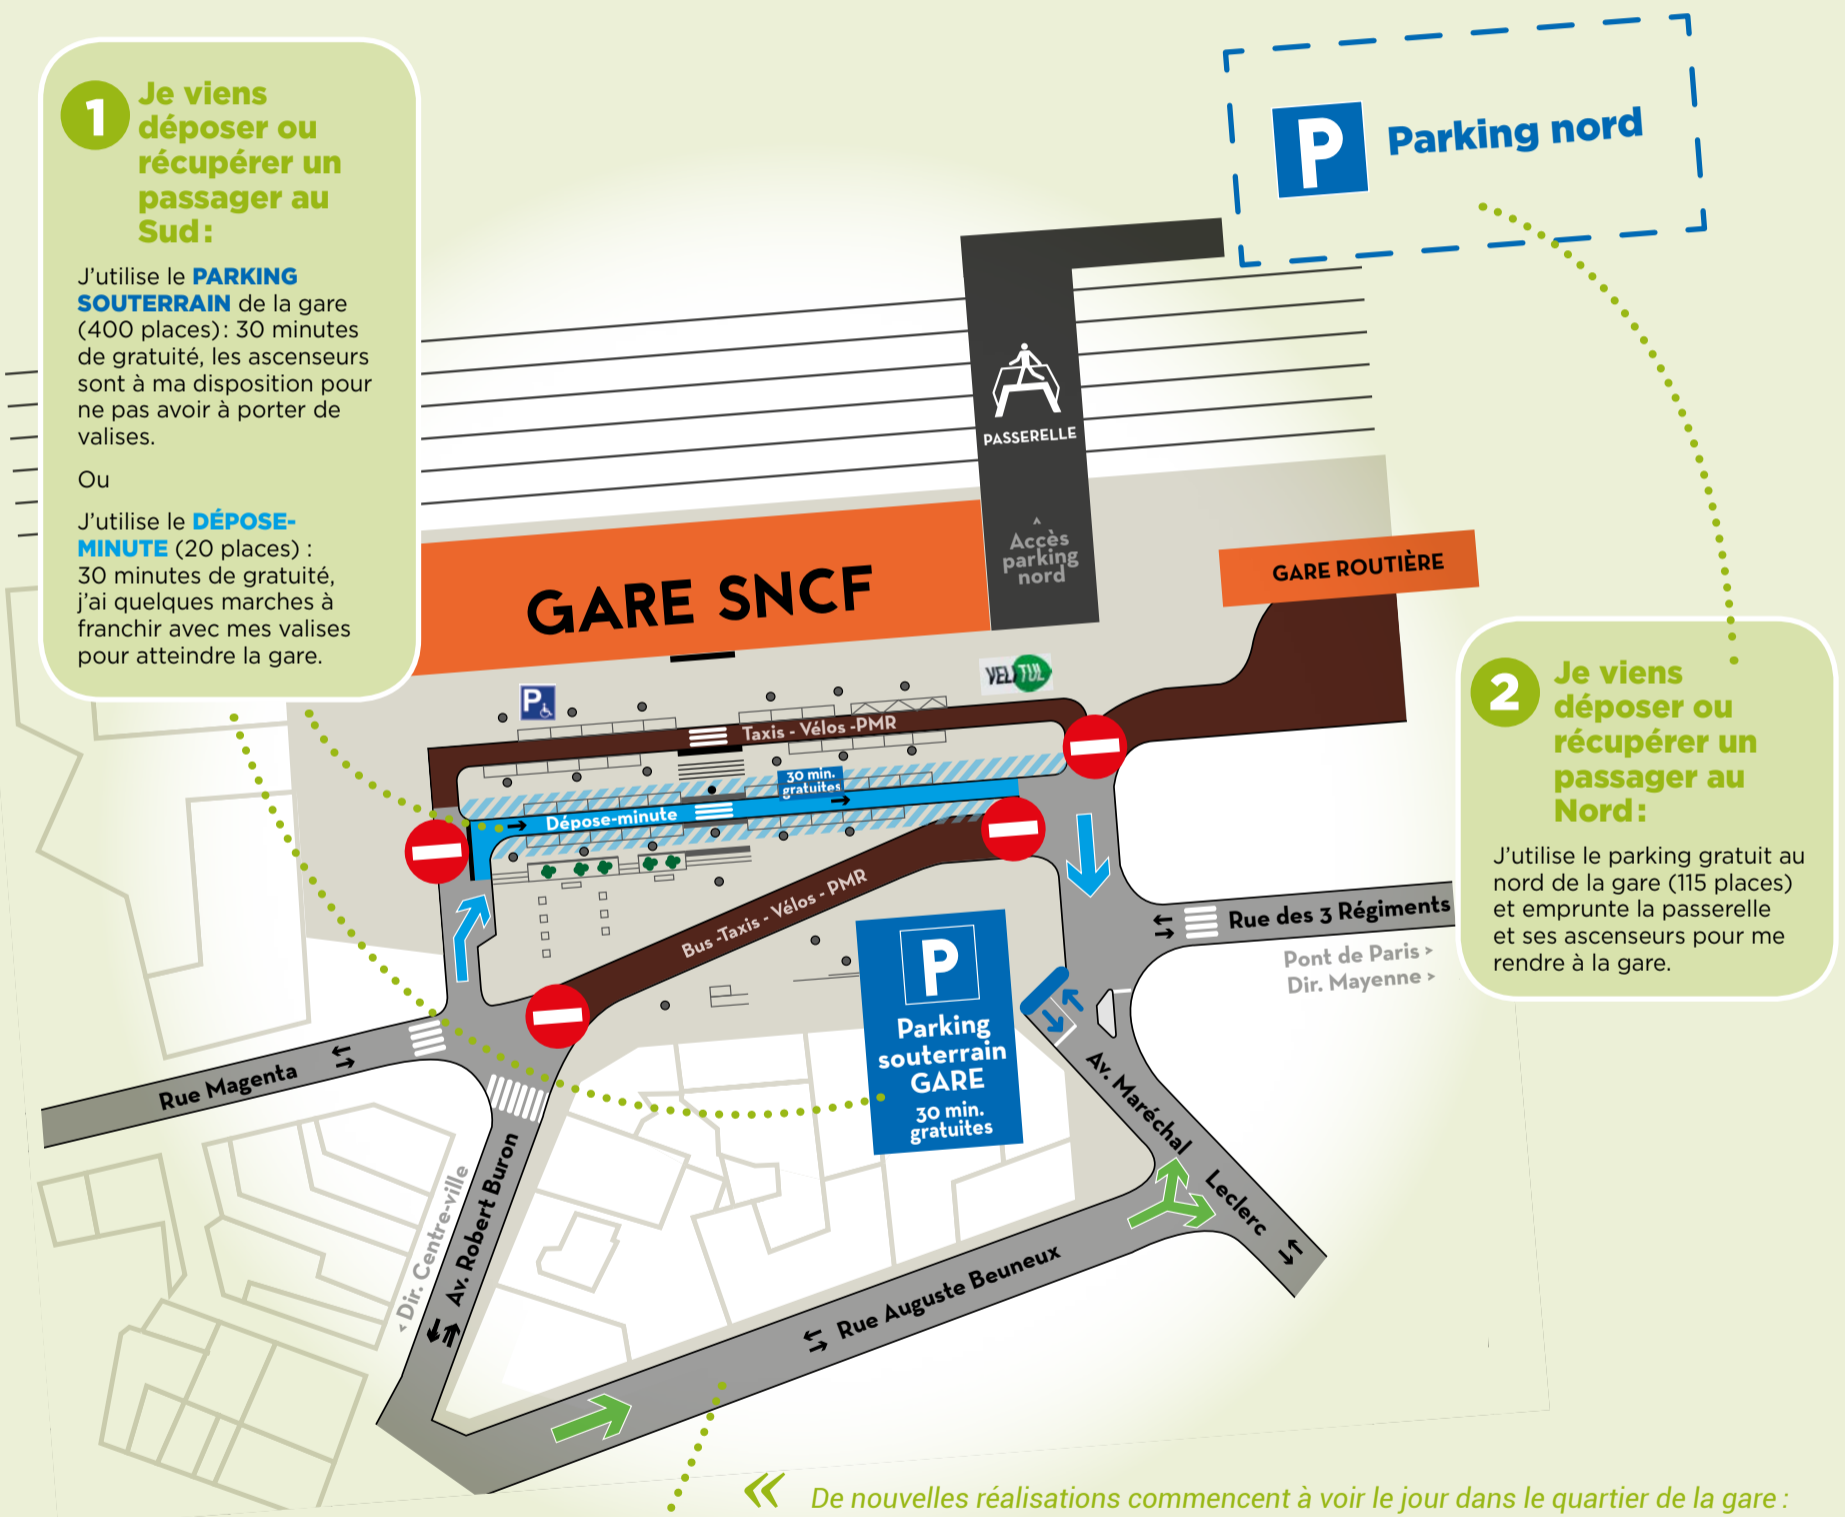 1
Je viens
déposer ou
récupérer un
passager au
Sud :
J'utilise le PARKING
SOUTERRAIN de la gare
(400 places) : 30 minutes
de gratuité, les ascenseurs
sont à ma disposition pour
ne pas avoir à porter de
valises.
Ou
J'utilise le DÉPOSE-
MINUTE (20 places) :
30 minutes de gratuité,
j'ai quelques marches à
franchir avec mes valises
pour atteindre la gare.
P Parking nord
PASSERELLE
Accès
parking
nord
GARE SNCF
GARE ROUTIÈRE
VELITUL
P
Taxis - Vélos -PMR
30 min.
gratuites
Dépose-minute
Bus -Taxis - Vélos - PMR
2
Je viens
déposer ou
récupérer un
passager au
Nord :
J'utilise le parking gratuit au
nord de la gare (115 places)
et emprunte la passerelle
et ses ascenseurs pour me
rendre à la gare.
Rue des 3 Régiments
Pont de Paris >
Dir. Mayenne >
P
Parking
souterrain
GARE
30 min.
gratuites
Rue Magenta
Av. Maréchal
Leclerc
< Dir. Centre-ville
Av. Robert Buron
Rue Auguste Beuneux
« De nouvelles réalisations commencent à voir le jour dans le quartier de la gare :